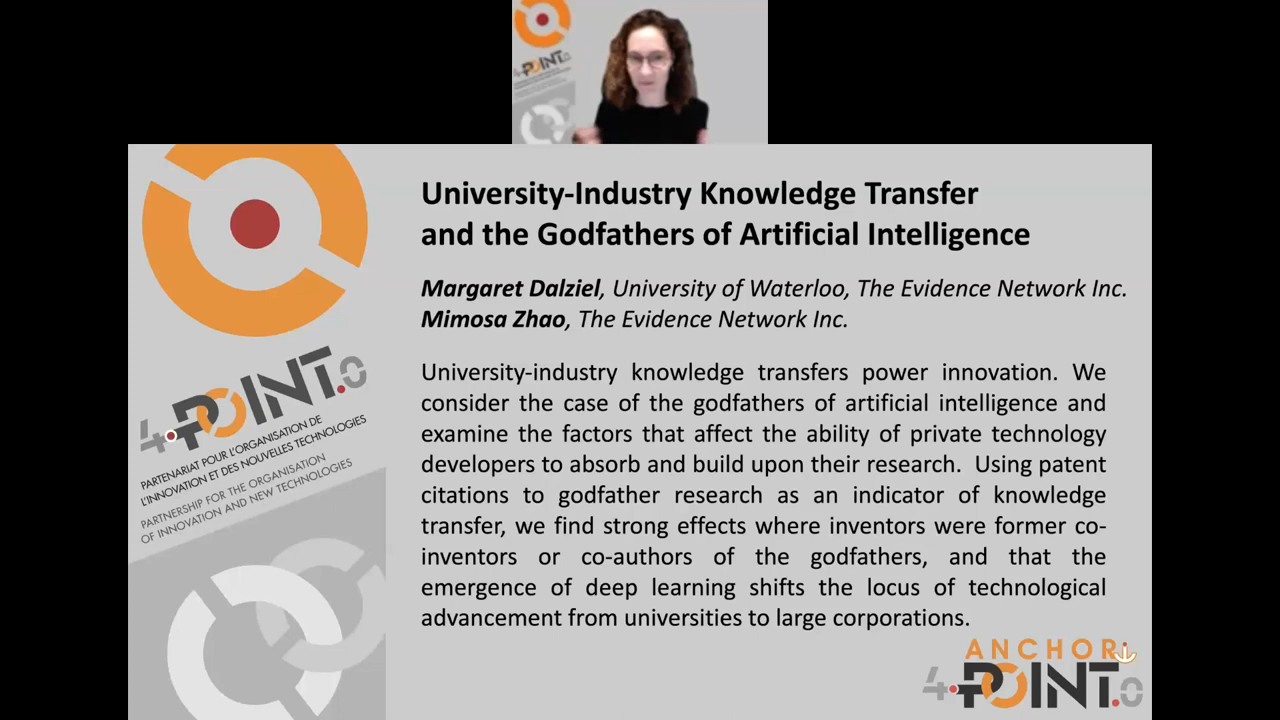 4.POINT.0
University-Industry Knowledge Transfer
and the Godfathers of Artificial Intelligence
Margaret Dalziel, University of Waterloo, The Evidence Network Inc.
Mimosa Zhao, The Evidence Network Inc.
University-industry knowledge transfers power innovation. We
consider the case of the godfathers of artificial intelligence and
examine the factors that affect the ability of private technology
developers to absorb and build upon their research. Using patent
citations to godfather research as an indicator of knowledge
transfer, we find strong effects where inventors were former co-
inventors or co-authors of the godfathers, and that the
emergence of deep learning shifts the locus of technological
advancement from universities to large corporations.
4.POINT.0
PARTENARIAT POUR L'ORGANISATION DE
L'INNOVATION ET DES NOUVELLES TECHNOLOGIES
PARTNERSHIP FOR THE ORGANISATION
OF INNOVATION AND NEW TECHNOLOGIES
ANCHOR
4.POINT.0